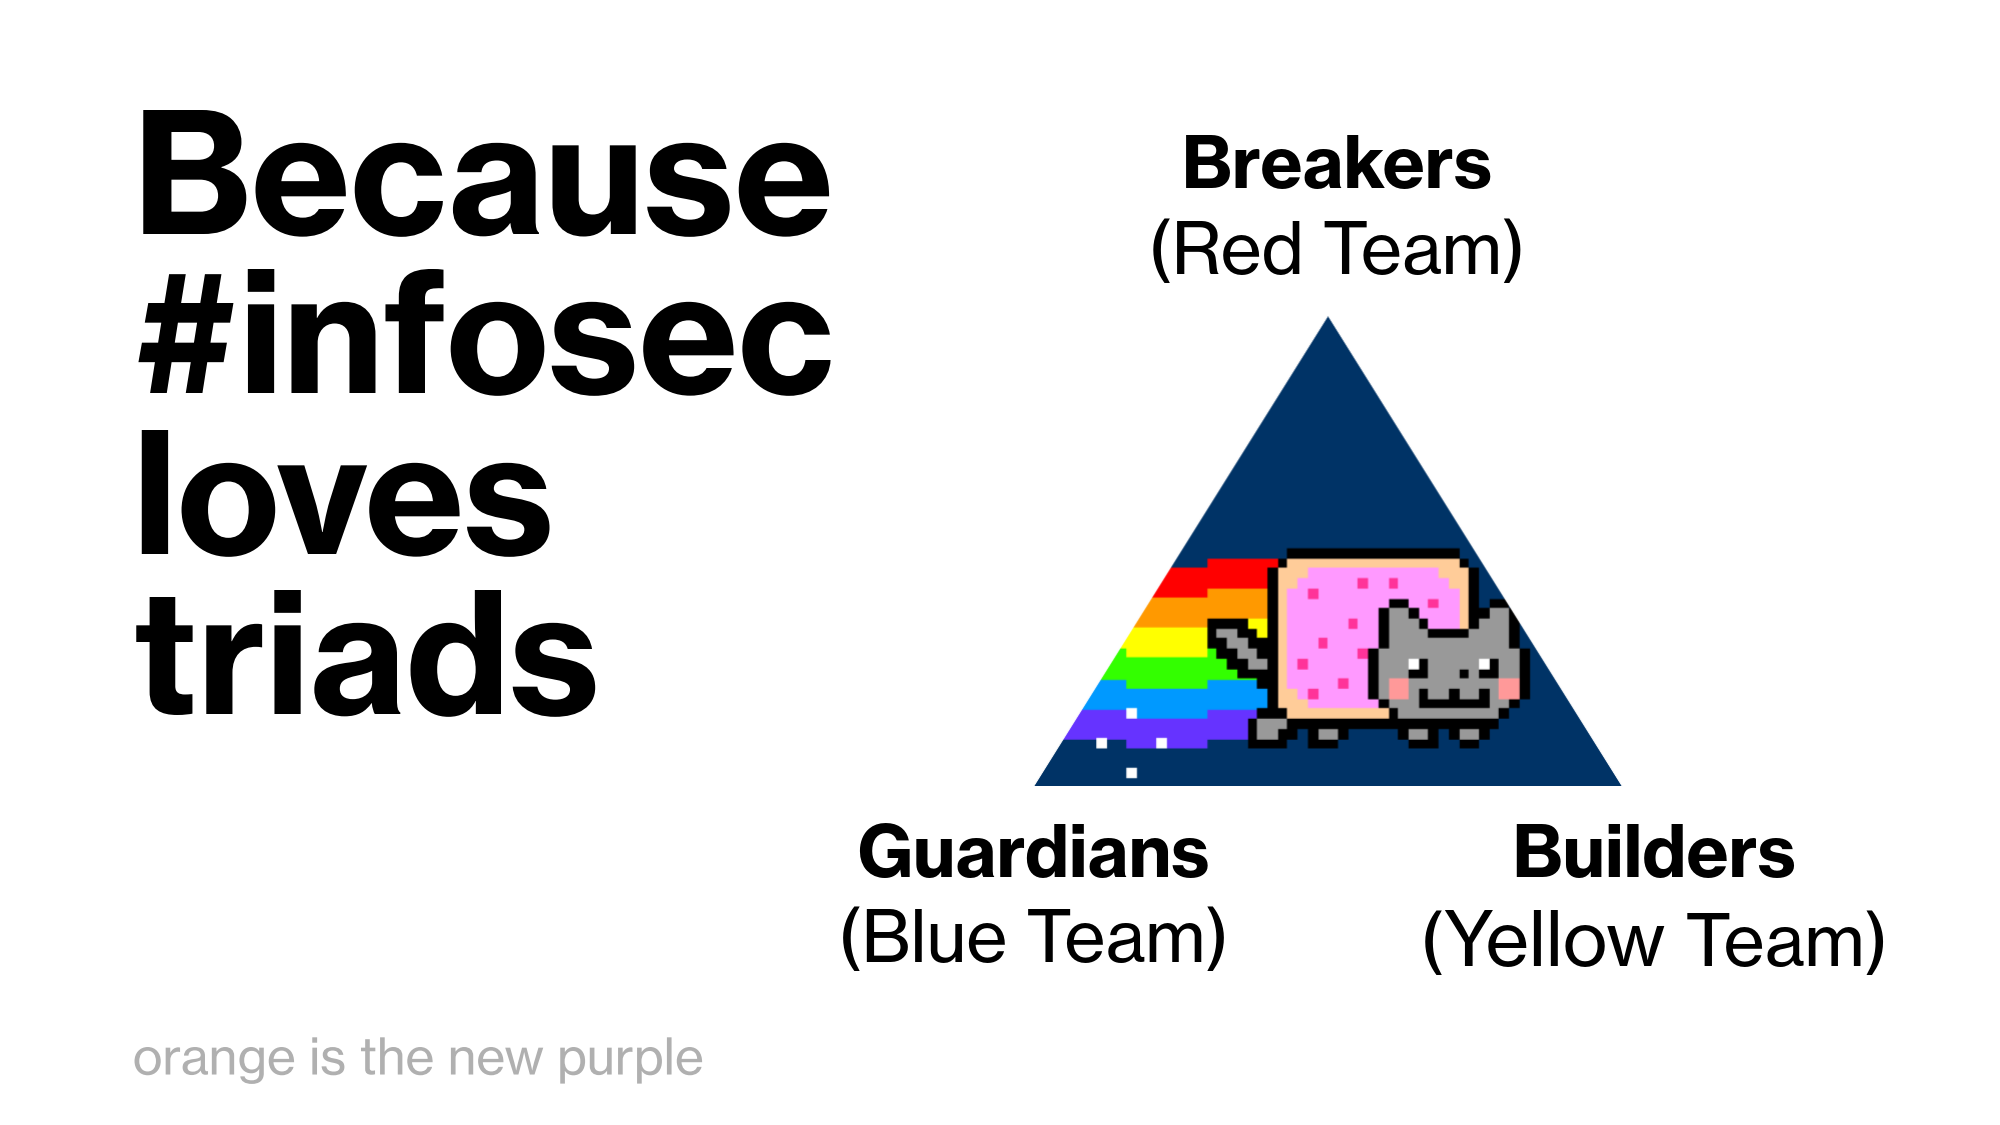 Because
#infosec
loves
triads
Breakers
(Red Team)
Guardians
(Blue Team)
Builders
(Yellow Team)
orange is the new purple